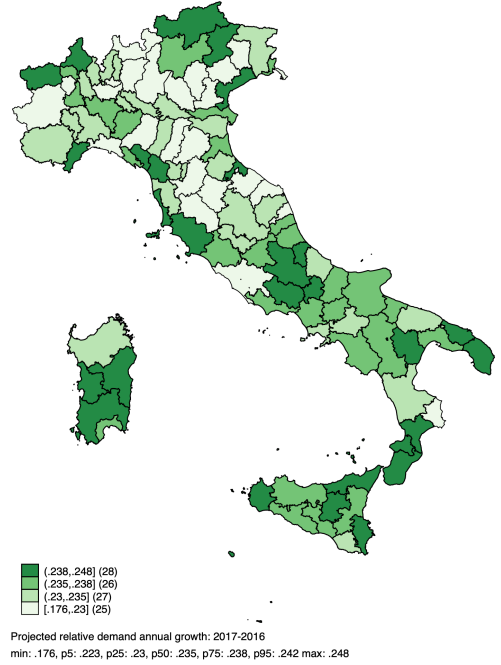 (.238,.248] (28)
(.235,.238] (26)
(.23,.235] (27)
[.176,.23] (25)
Projected relative demand annual growth: 2017-2016
min: .176, p5: .223, p25: .23, p50: .235, p75: .238, p95: .242 max: .248